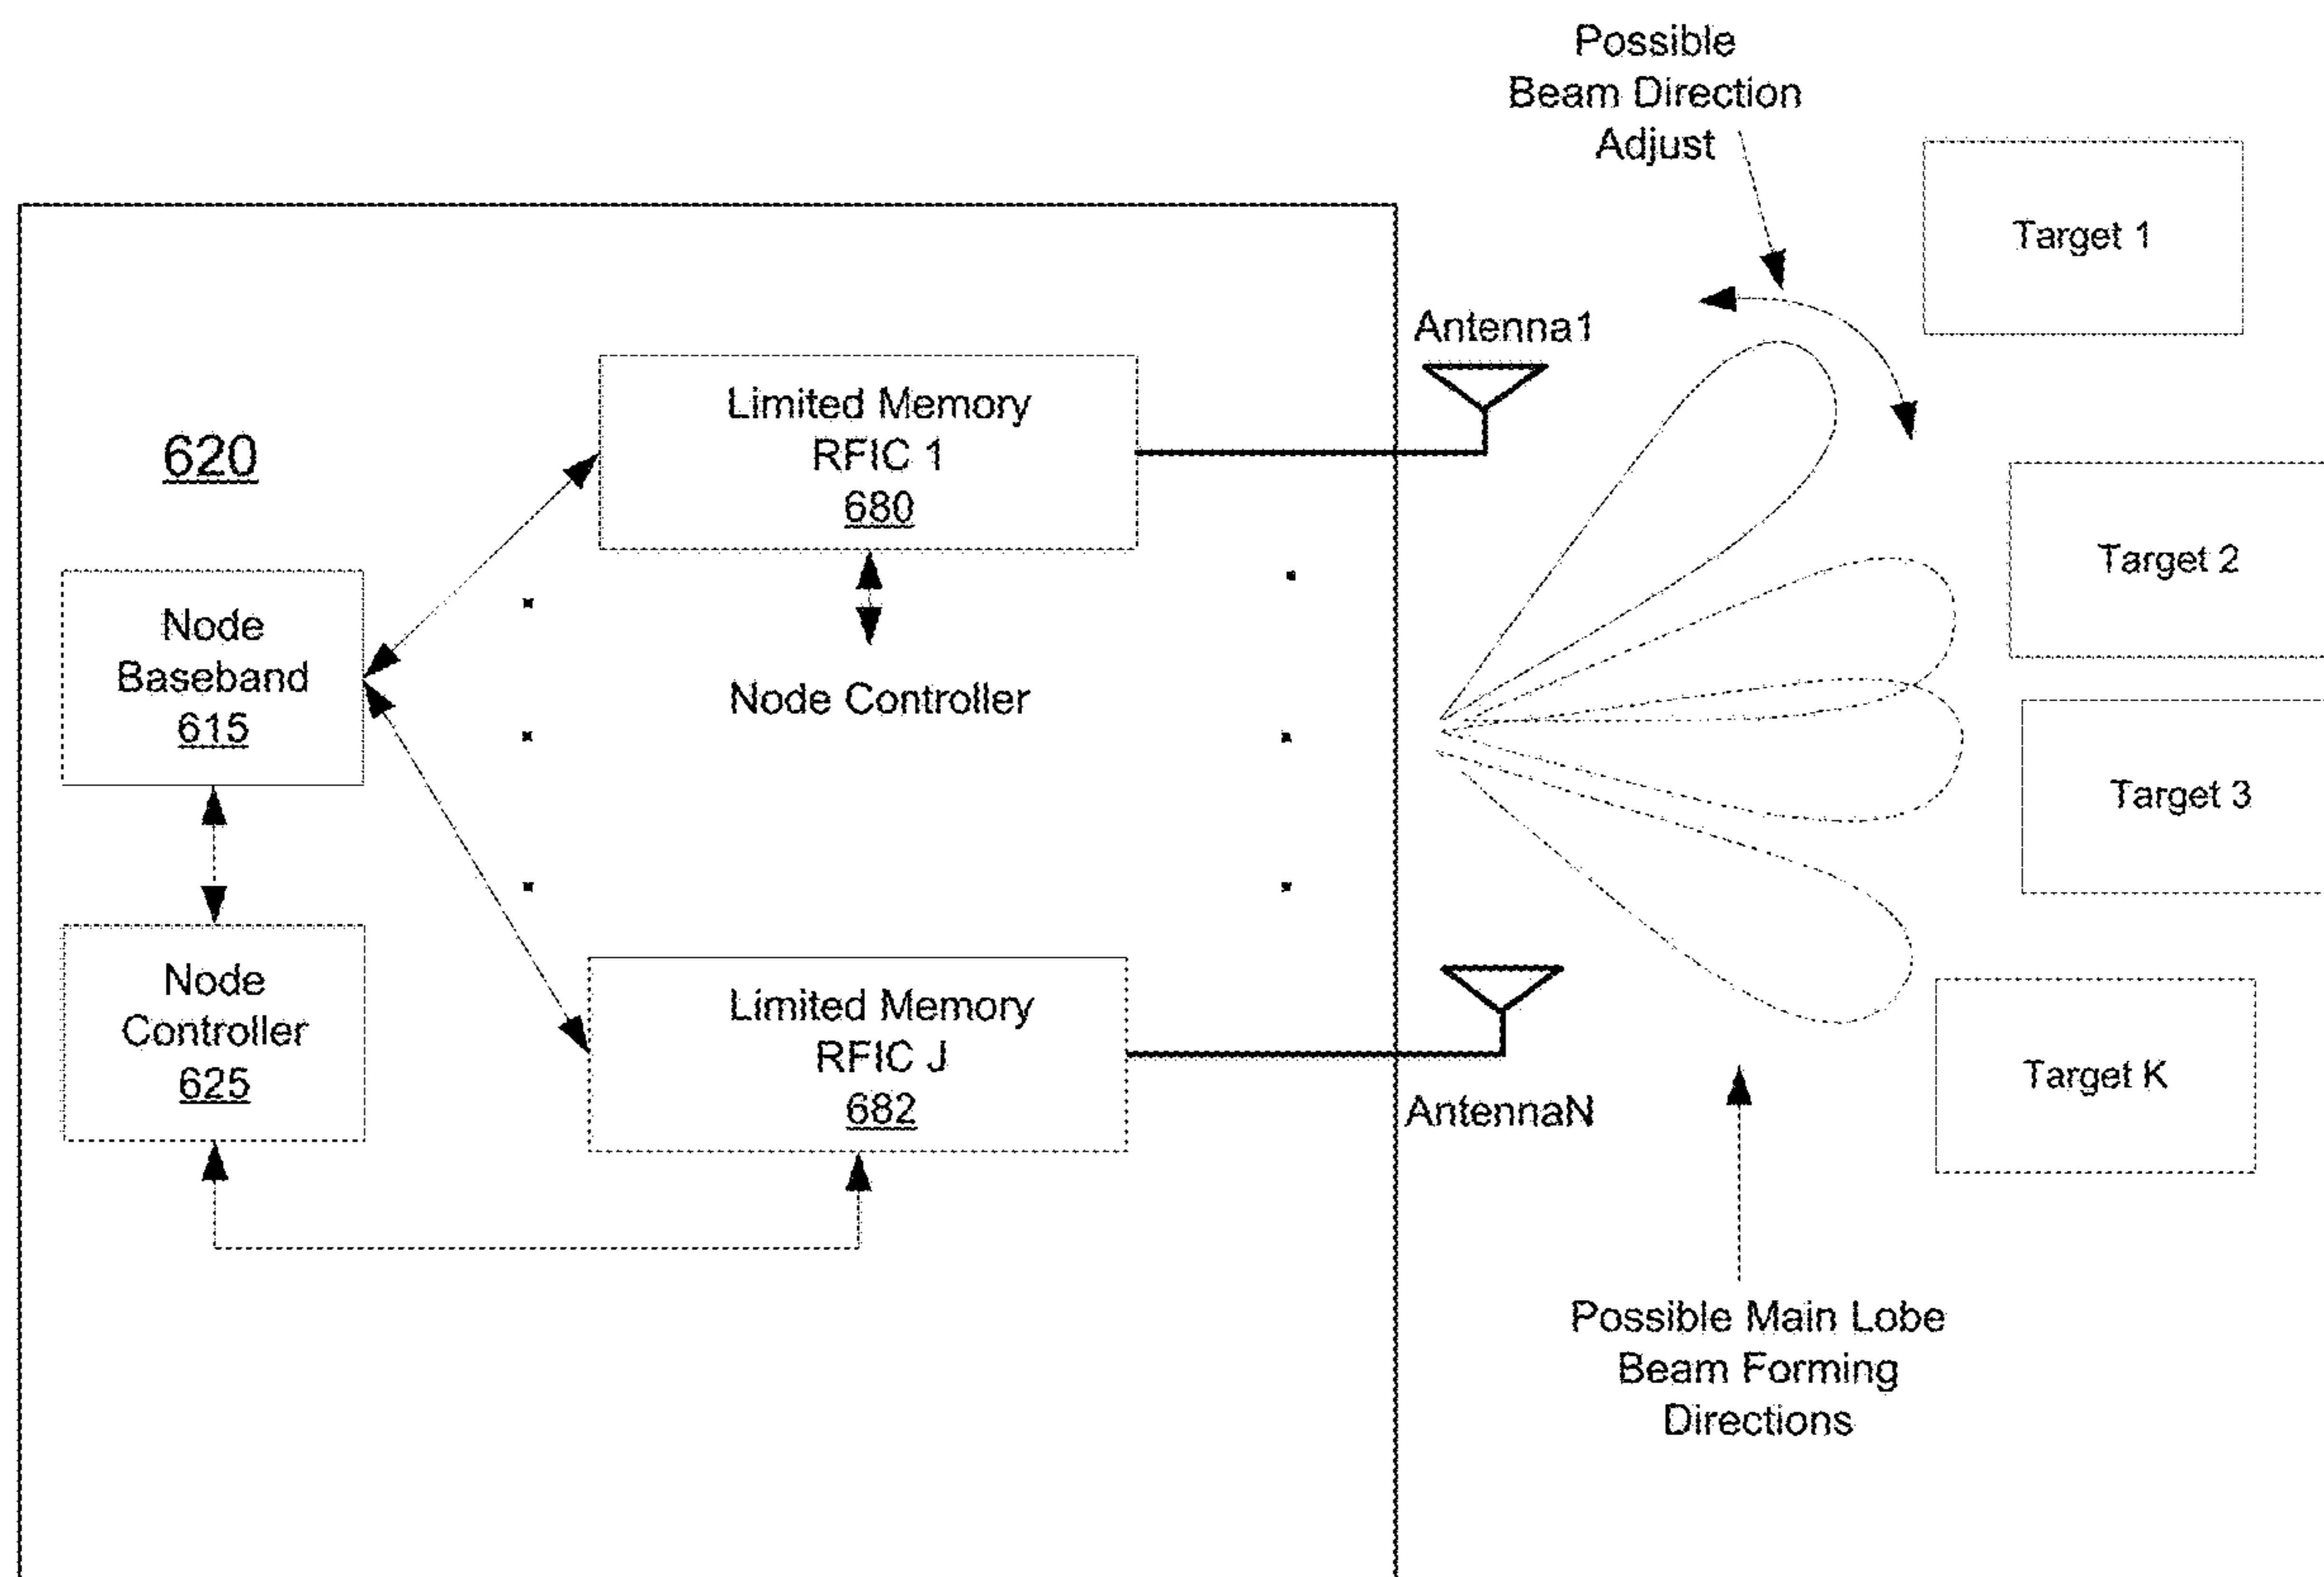 Possible
Beam Direction
Adjust
Target 1
Antenna1
Limited Memory
RFIC 1
680
620
Target 2
Node
Baseband
615
Node Controller
Target 3
Node
Controller
625
Limited Memory
RFIC J
682
AntennaN
Target K
Possible Main Lobe
Beam Forming
Directions